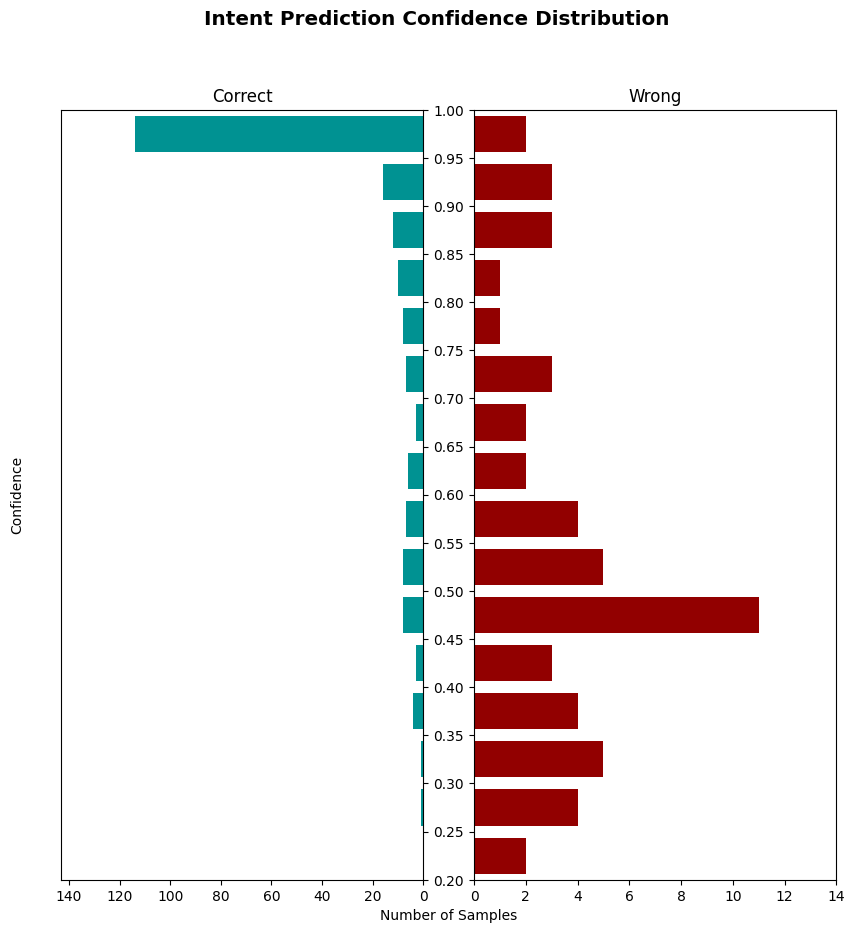 Intent Prediction Confidence Distribution
Correct
Wrong
Confidence
1.00
0.95
0.90
0.85
0.80
0.75
0.70
0.65
0.60
0.55
0.50
0.45
0.40
0.35
0.30
0.25
0.20
140 120 100 80 60 40 20 0
0 2 4 6 8 10 12 14
Number of Samples